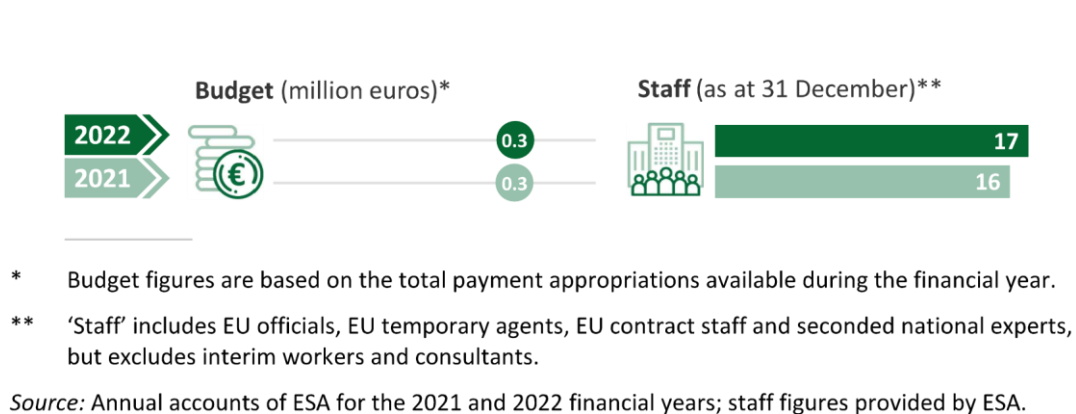 Budget (million euros)*
Staff (as at 31 December)**
2022
0.3
17
2021
0.3
16
* Budget figures are based on the total payment appropriations available during the financial year.
** ‘Staff’ includes EU officials, EU temporary agents, EU contract staff and seconded national experts,
but excludes interim workers and consultants.
Source: Annual accounts of ESA for the 2021 and 2022 financial years; staff figures provided by ESA.